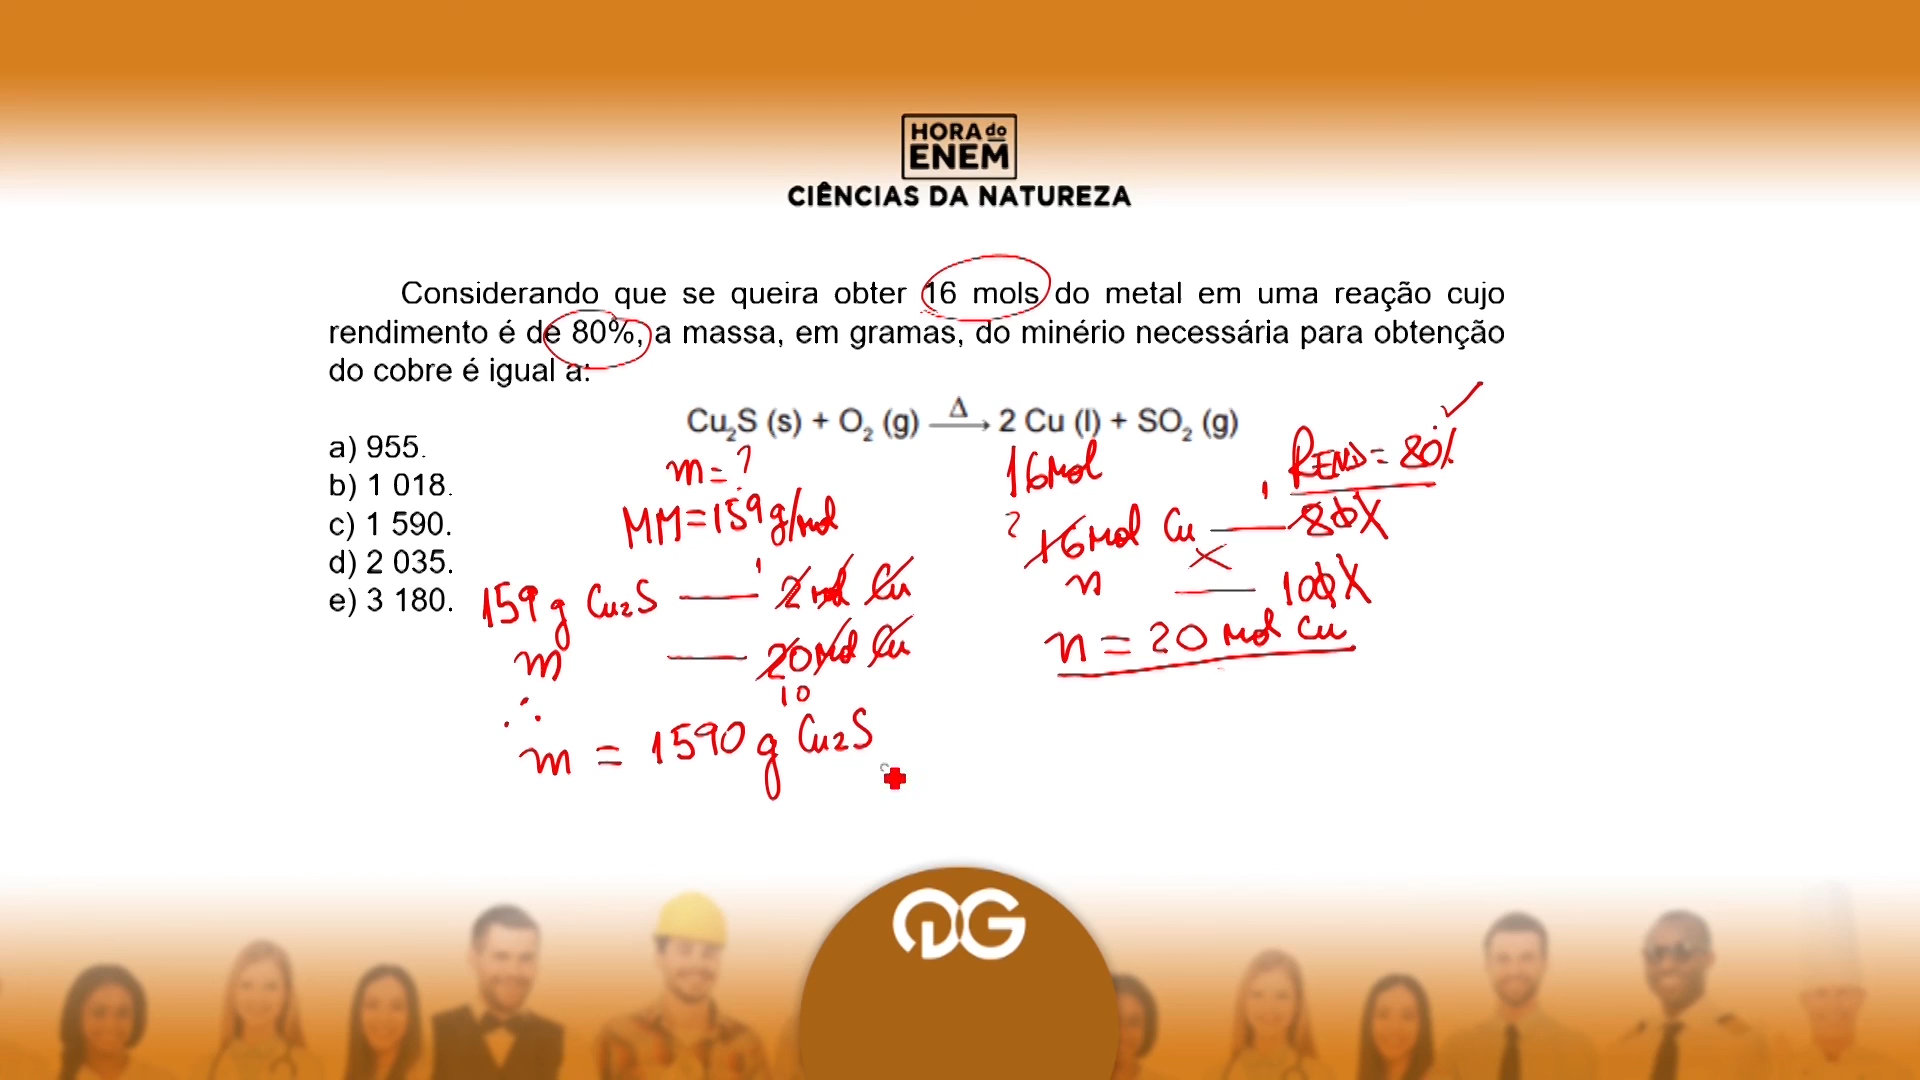 HORA do
ENEM
CIÊNCIAS DA NATUREZA
Considerando que se queira obter 16 mols do metal em uma reação cujo
rendimento é de 80%, a massa, em gramas, do minério necessária para obtenção
do cobre é igual a:
Cu₂S (s) + O₂ (g) —Δ→ 2 Cu (l) + SO₂ (g)
a) 955.
b) 1 018.
c) 1 590.
d) 2 035.
e) 3 180.
m = ?
MM = 159 g/mol
159 g Cu₂S — 2 mol Cu 1
m — 20 mol Cu
10
∴
m = 1590 g Cu₂S
16 mol
REND = 80%
? 16 mol Cu — 80%
n — 100%
n = 20 mol Cu
DG